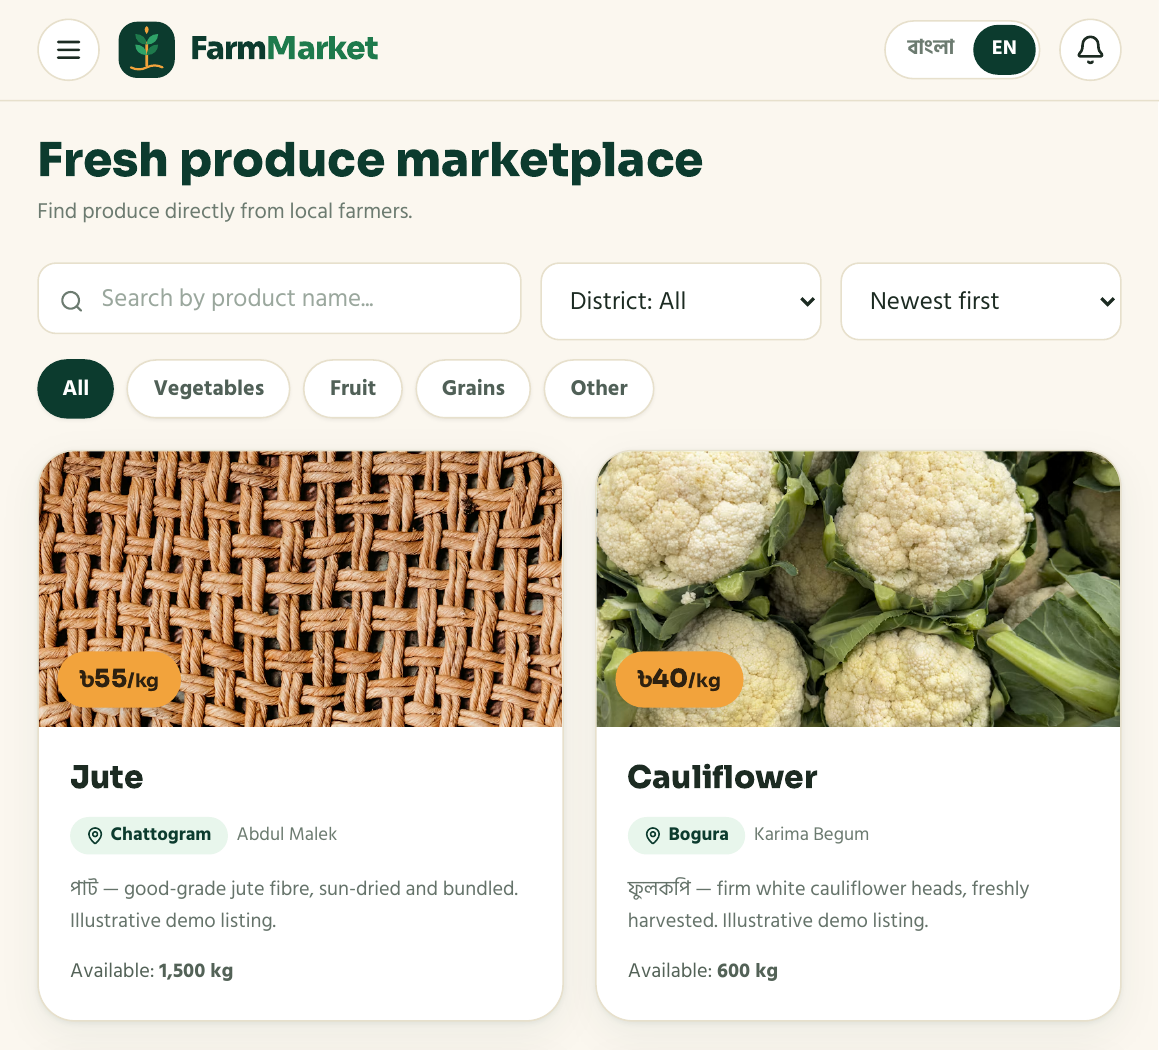 FarmMarket
বাংলা EN
Fresh produce marketplace
Find produce directly from local farmers.
Search by product name...
District: All
Newest first
All Vegetables Fruit Grains Other
৳55/kg
Jute
Chattogram Abdul Malek
পাট — good-grade jute fibre, sun-dried and bundled.
Illustrative demo listing.
Available: 1,500 kg
৳40/kg
Cauliflower
Bogura Karima Begum
ফুলকপি — firm white cauliflower heads, freshly
harvested. Illustrative demo listing.
Available: 600 kg